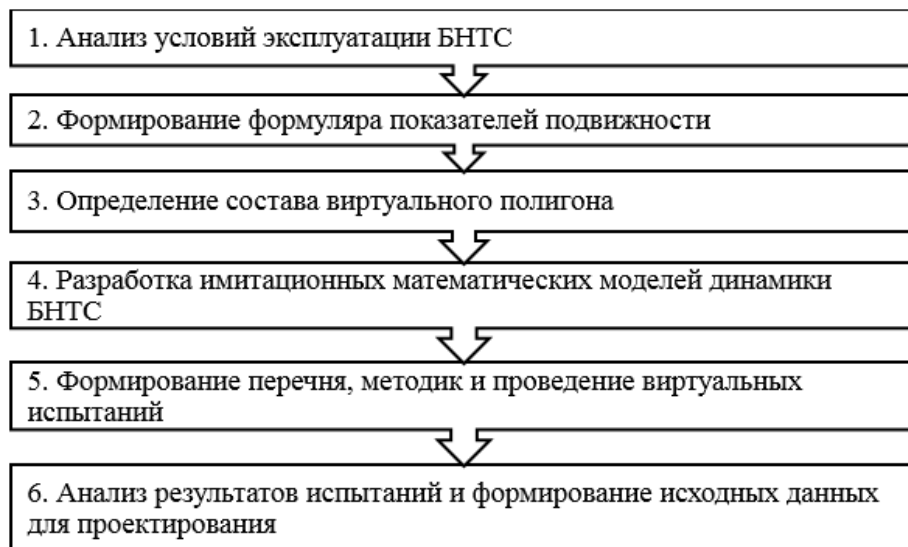 1. Анализ условий эксплуатации БНТС
2. Формирование формуляра показателей подвижности
3. Определение состава виртуального полигона
4. Разработка имитационных математических моделей динамики
БНТС
5. Формирование перечня, методик и проведение виртуальных
испытаний
6. Анализ результатов испытаний и формирование исходных данных
для проектирования